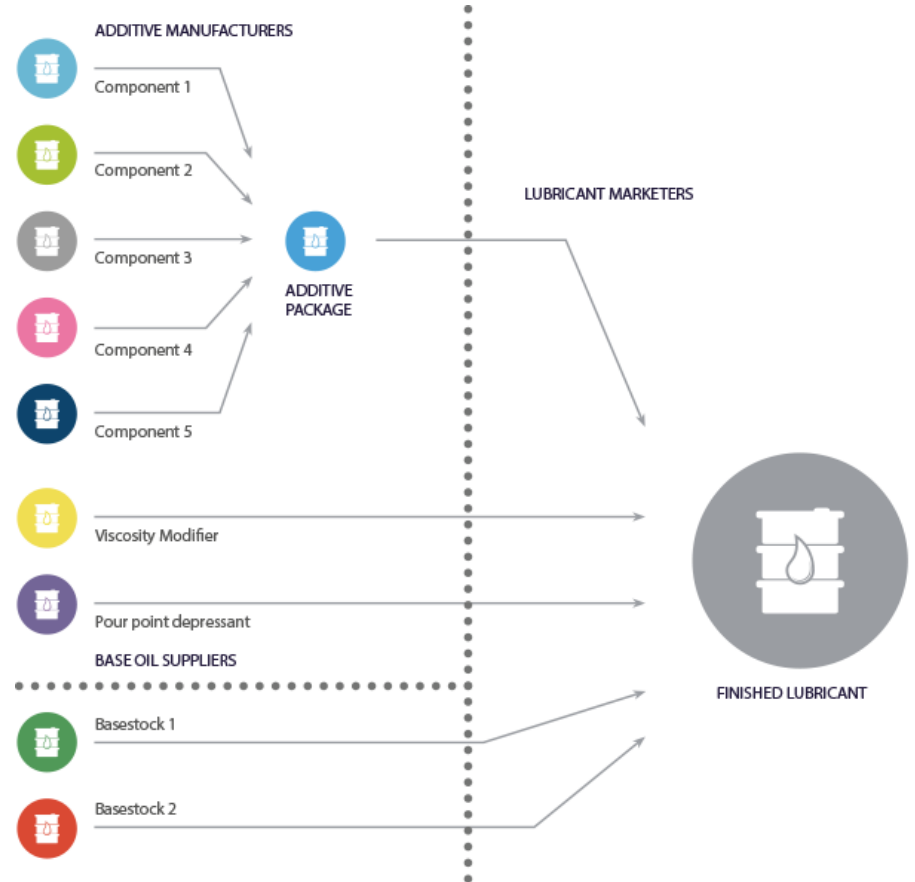 ADDITIVE MANUFACTURERS
Component 1
Component 2
LUBRICANT MARKETERS
Component 3
ADDITIVE
PACKAGE
Component 4
Component 5
Viscosity Modifier
Pour point depressant
BASE OIL SUPPLIERS
FINISHED LUBRICANT
Basestock 1
Basestock 2